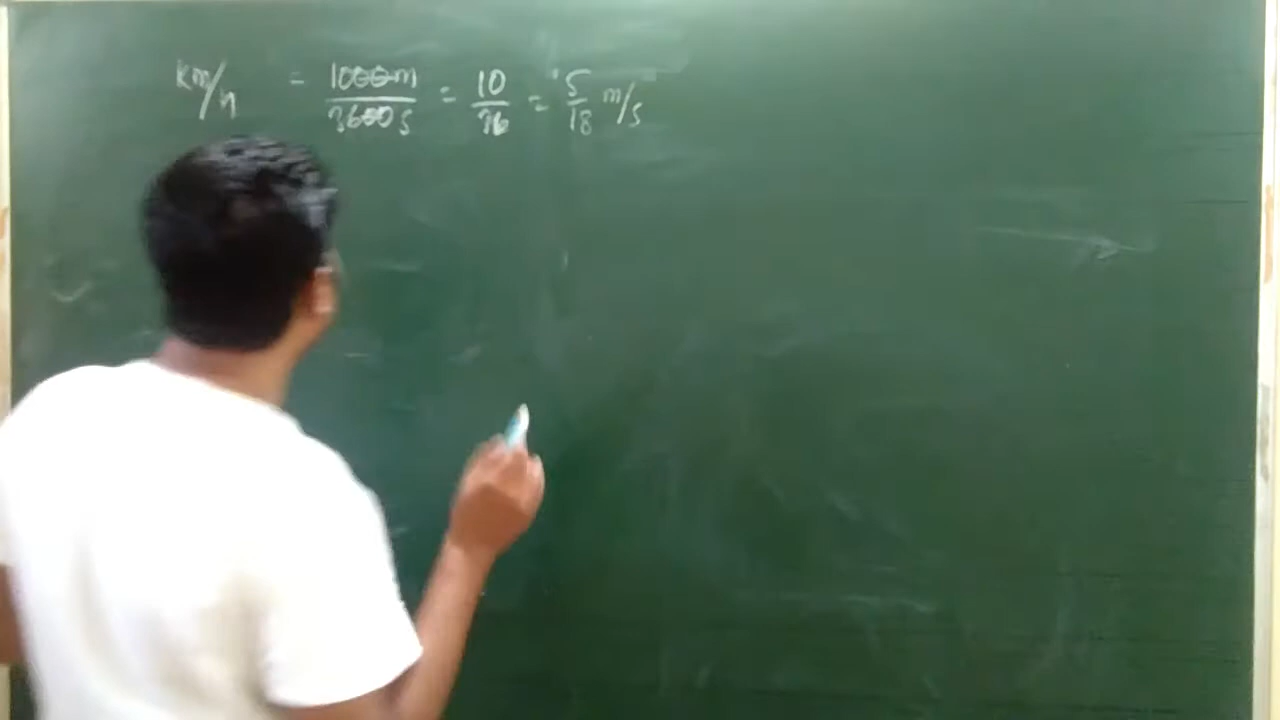 km/h = 1000m/3600s = 10/36 = 5/18 m/s